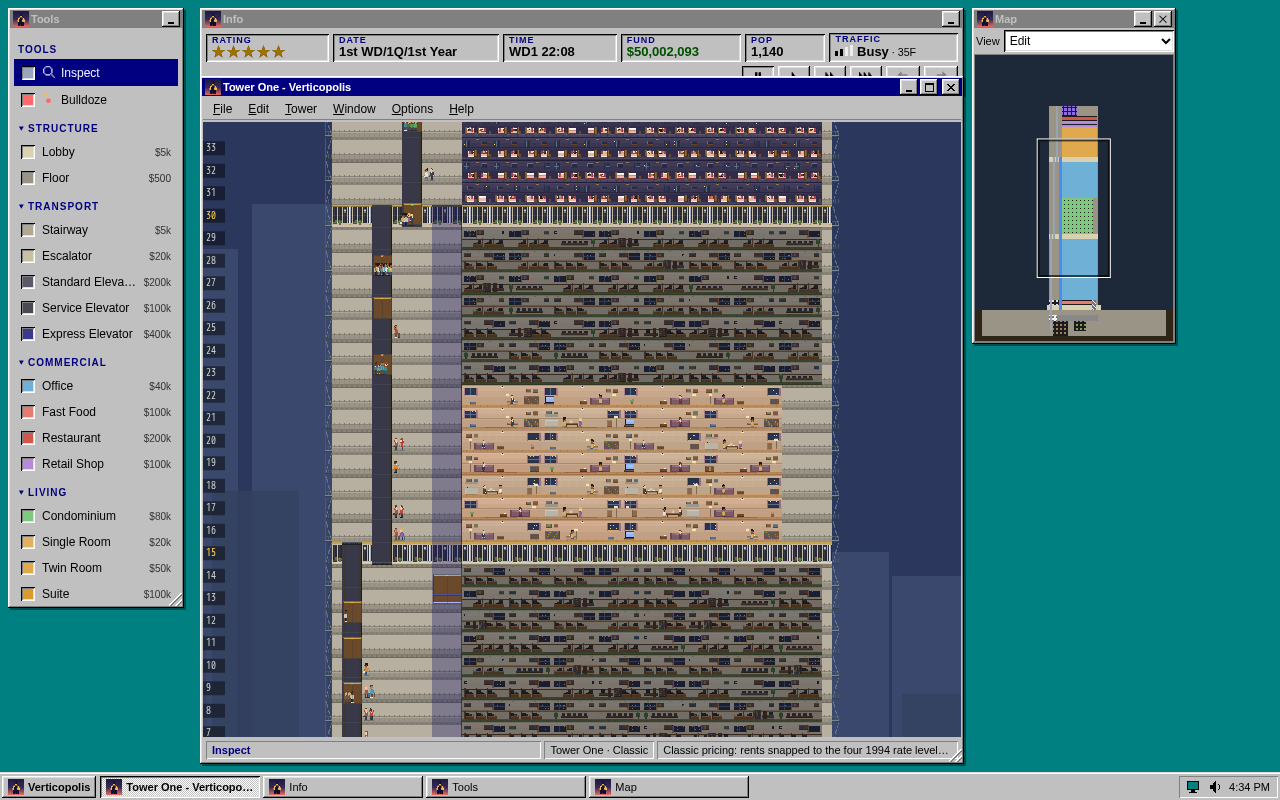 Tools
TOOLS
Inspect
Bulldoze
STRUCTURE
Lobby $5k
Floor $500
TRANSPORT
Stairway $5k
Escalator $20k
Standard Eleva… $200k
Service Elevator $100k
Express Elevator $400k
COMMERCIAL
Office $40k
Fast Food $100k
Restaurant $200k
Retail Shop $100k
LIVING
Condominium $80k
Single Room $20k
Twin Room $50k
Suite $100k
Info
RATING
DATE
1st WD/1Q/1st Year
TIME
WD1 22:08
FUND
$50,002,093
POP
1,140
TRAFFIC
Busy · 35F
Tower One - Verticopolis
File Edit Tower Window Options Help
33
32
31
30
29
28
27
26
25
24
23
22
21
20
19
18
17
16
15
14
13
12
11
10
9
8
7
Inspect
Tower One · Classic
Classic pricing: rents snapped to the four 1994 rate level…
Map
View Edit
Verticopolis
Tower One - Verticopo…
Info
Tools
Map
4:34 PM